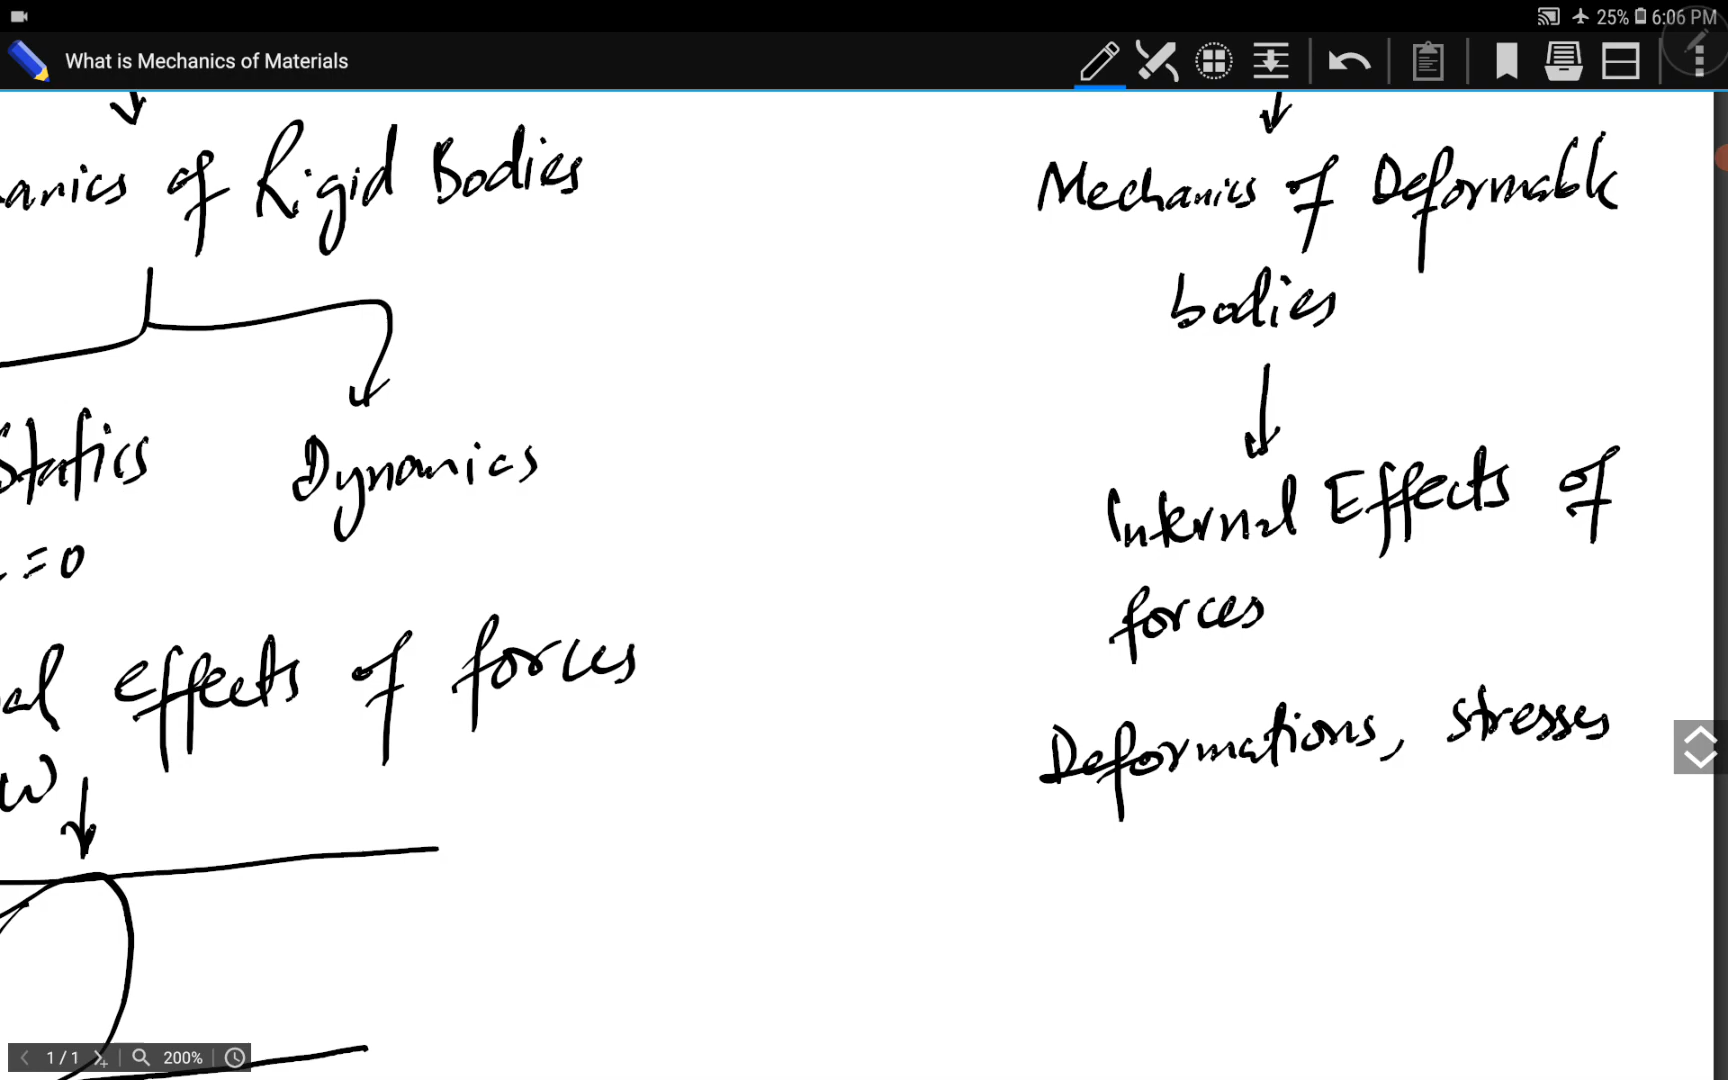 25% 6:06 PM
What is Mechanics of Materials
anics of Rigid Bodies
Statics
Dynamics
= 0
al effects of forces
W
Mechanics of Deformable
bodies
Internal Effects of
forces
Deformations, stresses
1/1 200%